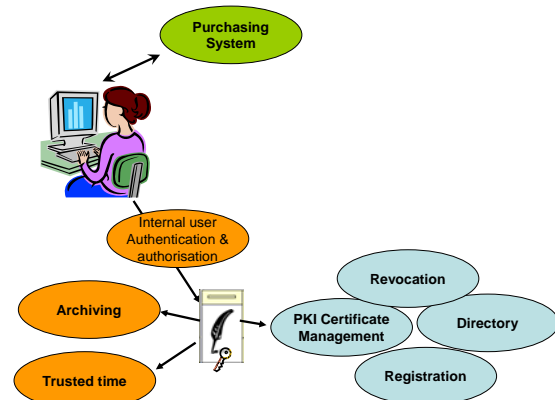 Purchasing
System
Internal user
Authentication &
authorisation
Revocation
Archiving
PKI Certificate
Management
Directory
Trusted time
Registration